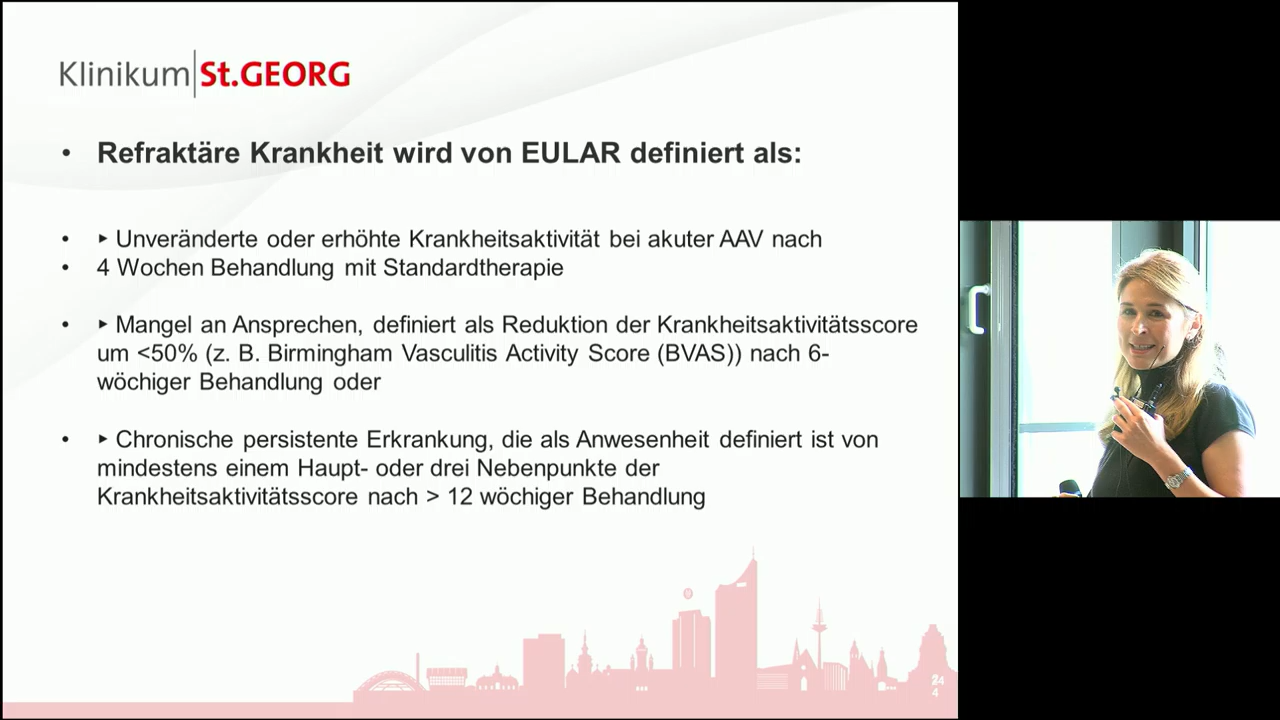 Klinikum St.GEORG
• Refraktäre Krankheit wird von EULAR definiert als:
• ‣ Unveränderte oder erhöhte Krankheitsaktivität bei akuter AAV nach
• 4 Wochen Behandlung mit Standardtherapie
• ‣ Mangel an Ansprechen, definiert als Reduktion der Krankheitsaktivitätsscore
um <50% (z. B. Birmingham Vasculitis Activity Score (BVAS)) nach 6-
wöchiger Behandlung oder
• ‣ Chronische persistente Erkrankung, die als Anwesenheit definiert ist von
mindestens einem Haupt- oder drei Nebenpunkte der
Krankheitsaktivitätsscore nach > 12 wöchiger Behandlung